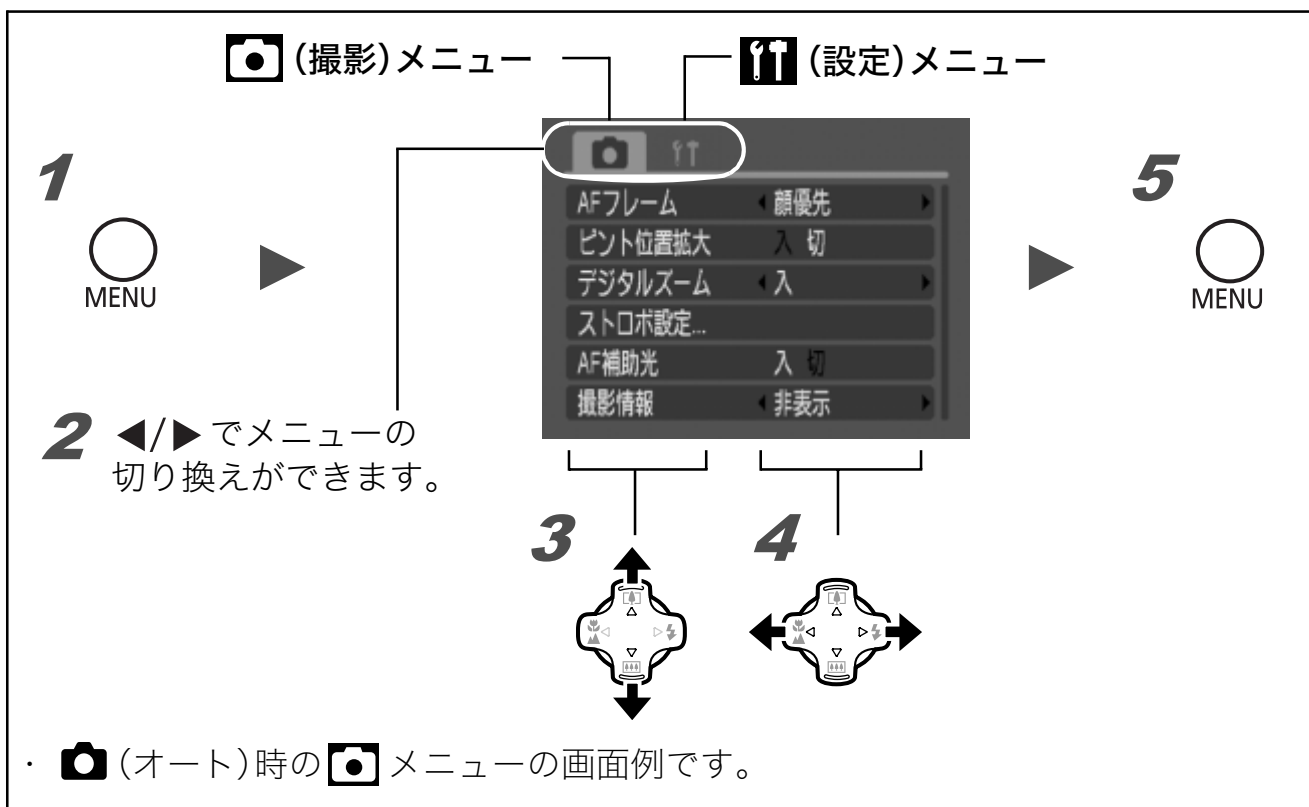 (撮影)メニュー
(設定)メニュー
1
MENU
2 ◀/▶でメニューの
切り換えができます。
AFフレーム 顔優先
ピント位置拡大 入 切
デジタルズーム 入
ストロボ設定...
AF補助光 入 切
撮影情報 非表示
3
4
5
MENU
・ (オート)時の メニューの画面例です。